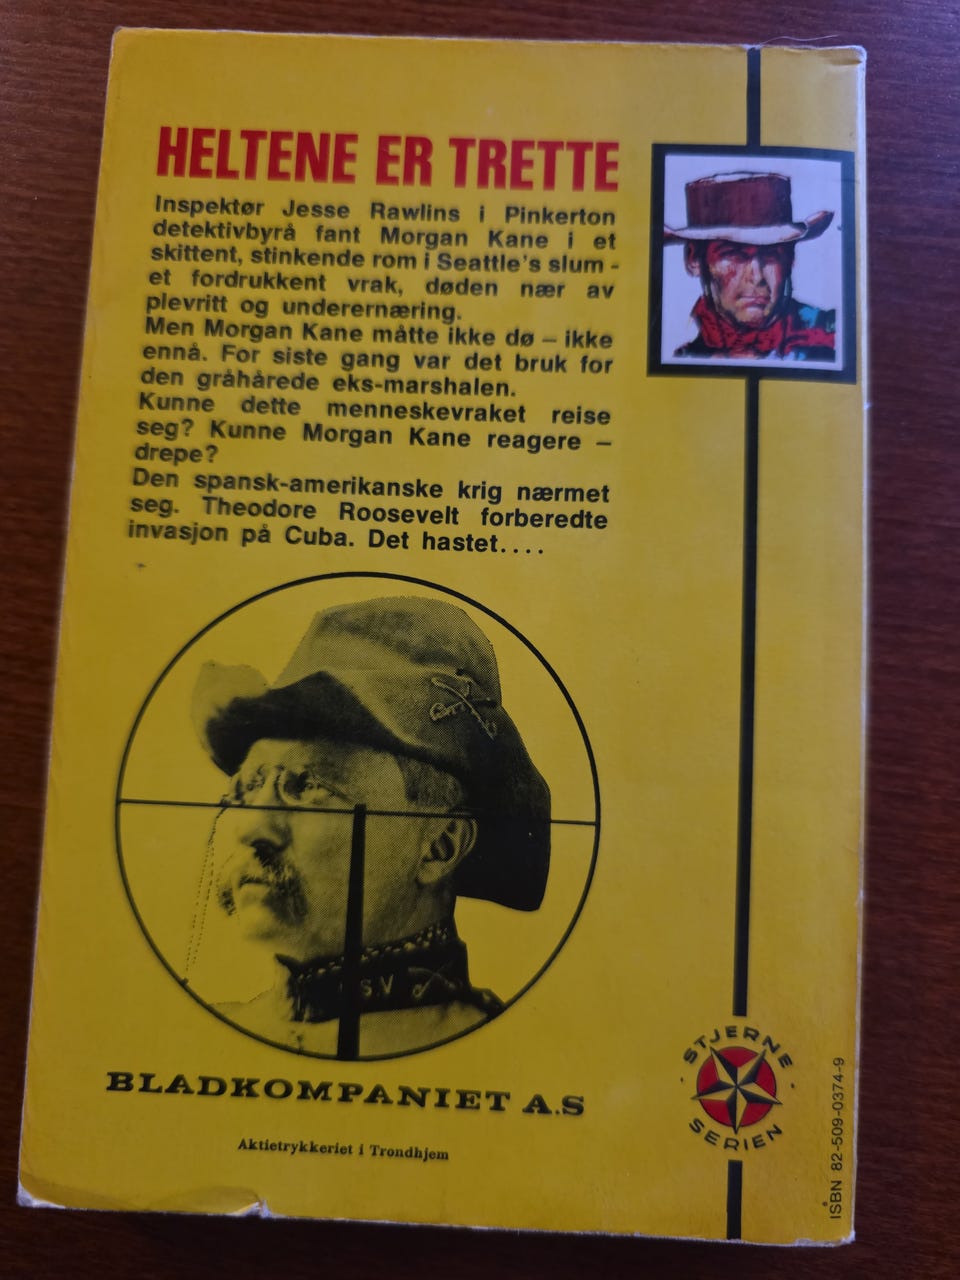 HELTENE ER TRETTE
Inspektør Jesse Rawlins i Pinkerton
detektivbyrå fant Morgan Kane i et
skittent, stinkende rom i Seattle's slum -
et fordrukkent vrak, døden nær av
plevritt og underernæring.
Men Morgan Kane måtte ikke dø – ikke
ennå. For siste gang var det bruk for
den gråhårede eks-marshalen.
Kunne dette menneskevraket reise
seg? Kunne Morgan Kane reagere –
drepe?
Den spansk-amerikanske krig nærmet
seg. Theodore Roosevelt forberedte
invasjon på Cuba. Det hastet....
S.V
BLADKOMPANIET A.S
Aktietrykkeriet i Trondhjem
· STJERNE ·
SERIEN
ISBN 82-509-0374-9